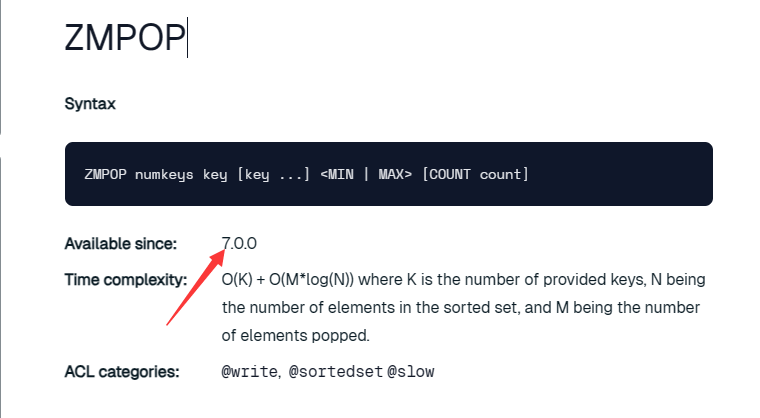 ZMPOP
Syntax
ZMPOP numkeys key [key ...] <MIN | MAX> [COUNT count]
Available since: 7.0.0
Time complexity: O(K) + O(M*log(N)) where K is the number of provided keys, N being
the number of elements in the sorted set, and M being the number
of elements popped.
ACL categories: @write, @sortedset @slow